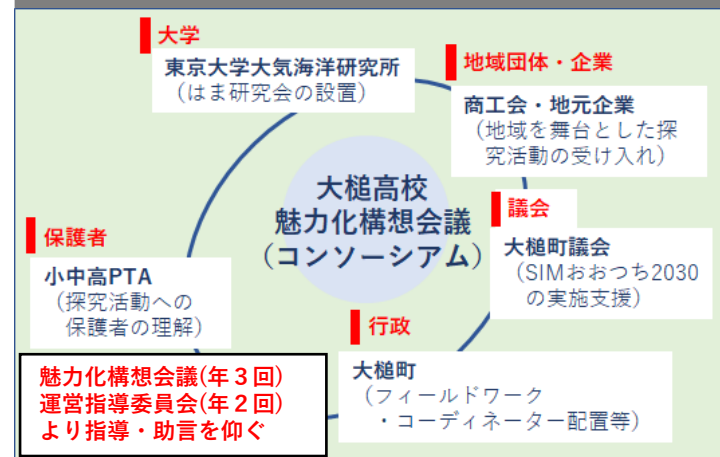 大学
東京大学大気海洋研究所
（はま研究会の設置）
地域団体・企業
商工会・地元企業
（地域を舞台とした探
究活動の受け入れ）
大槌高校
魅力化構想会議
（コンソーシアム）
議会
大槌町議会
（SIMおおつち2030
の実施支援）
保護者
小中高PTA
（探究活動への
保護者の理解）
行政
大槌町
（フィールドワーク
・コーディネーター配置等）
魅力化構想会議(年３回)
運営指導委員会(年２回)
より指導・助言を仰ぐ